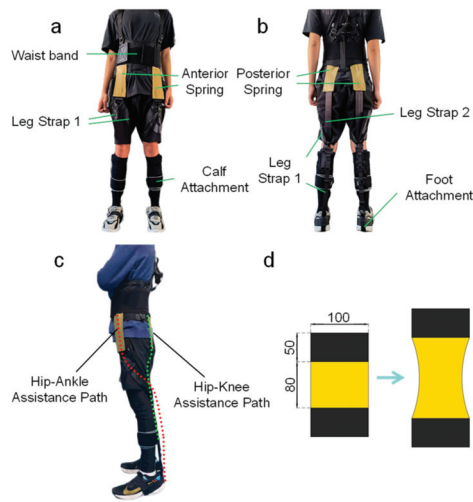 a
b
Waist band
Anterior
Spring
Posterior
Spring
Leg Strap 1
Leg Strap 2
Leg
Strap 1
Calf
Attachment
Foot
Attachment
c
d
Hip-Ankle
Assistance Path
Hip-Knee
Assistance Path
100
50
80